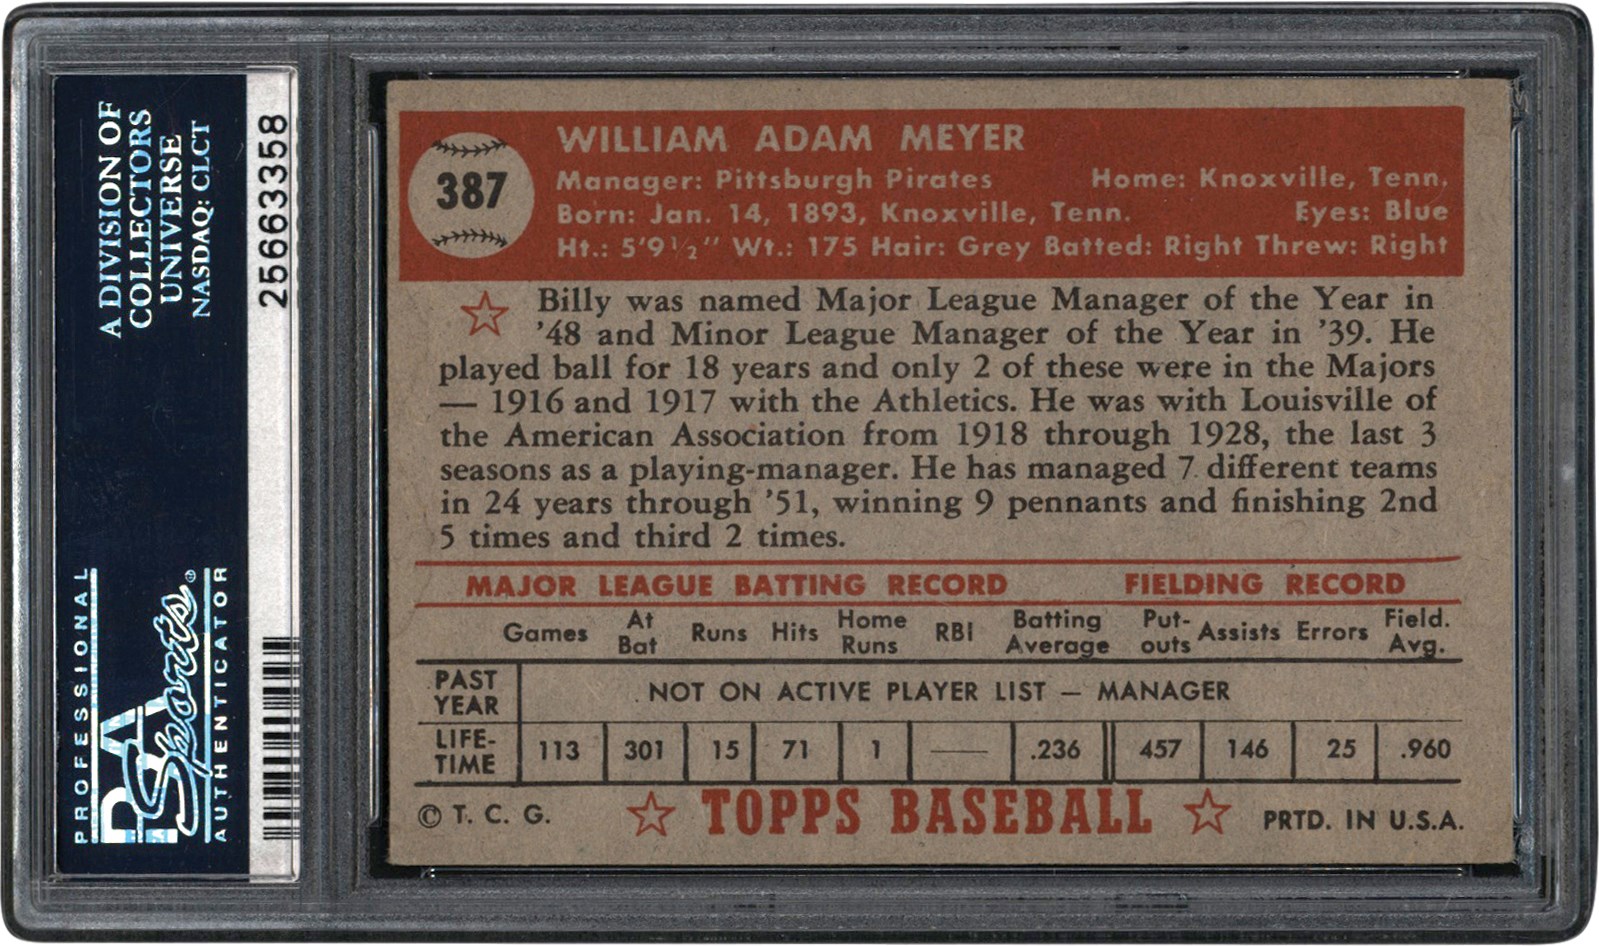 A DIVISION OF
COLLECTORS
UNIVERSE
NASDAQ: CLCT
25663358
PROFESSIONAL
PSA
Sports®
AUTHENTICATOR
387
WILLIAM ADAM MEYER
Manager: Pittsburgh Pirates Home: Knoxville, Tenn.
Born: Jan. 14, 1893, Knoxville, Tenn. Eyes: Blue
Ht.: 5'9½" Wt.: 175 Hair: Grey Batted: Right Threw: Right
Billy was named Major League Manager of the Year in
'48 and Minor League Manager of the Year in '39. He
played ball for 18 years and only 2 of these were in the Majors
— 1916 and 1917 with the Athletics. He was with Louisville of
the American Association from 1918 through 1928, the last 3
seasons as a playing-manager. He has managed 7 different teams
in 24 years through '51, winning 9 pennants and finishing 2nd
5 times and third 2 times.
MAJOR LEAGUE BATTING RECORD FIELDING RECORD
Games At Bat Runs Hits Home Runs RBI Batting Average Put-outs Assists Errors Field. Avg.
PAST YEAR NOT ON ACTIVE PLAYER LIST — MANAGER
LIFE-TIME 113 301 15 71 1 —— .236 457 146 25 .960
© T. C. G. TOPPS BASEBALL PRTD. IN U.S.A.